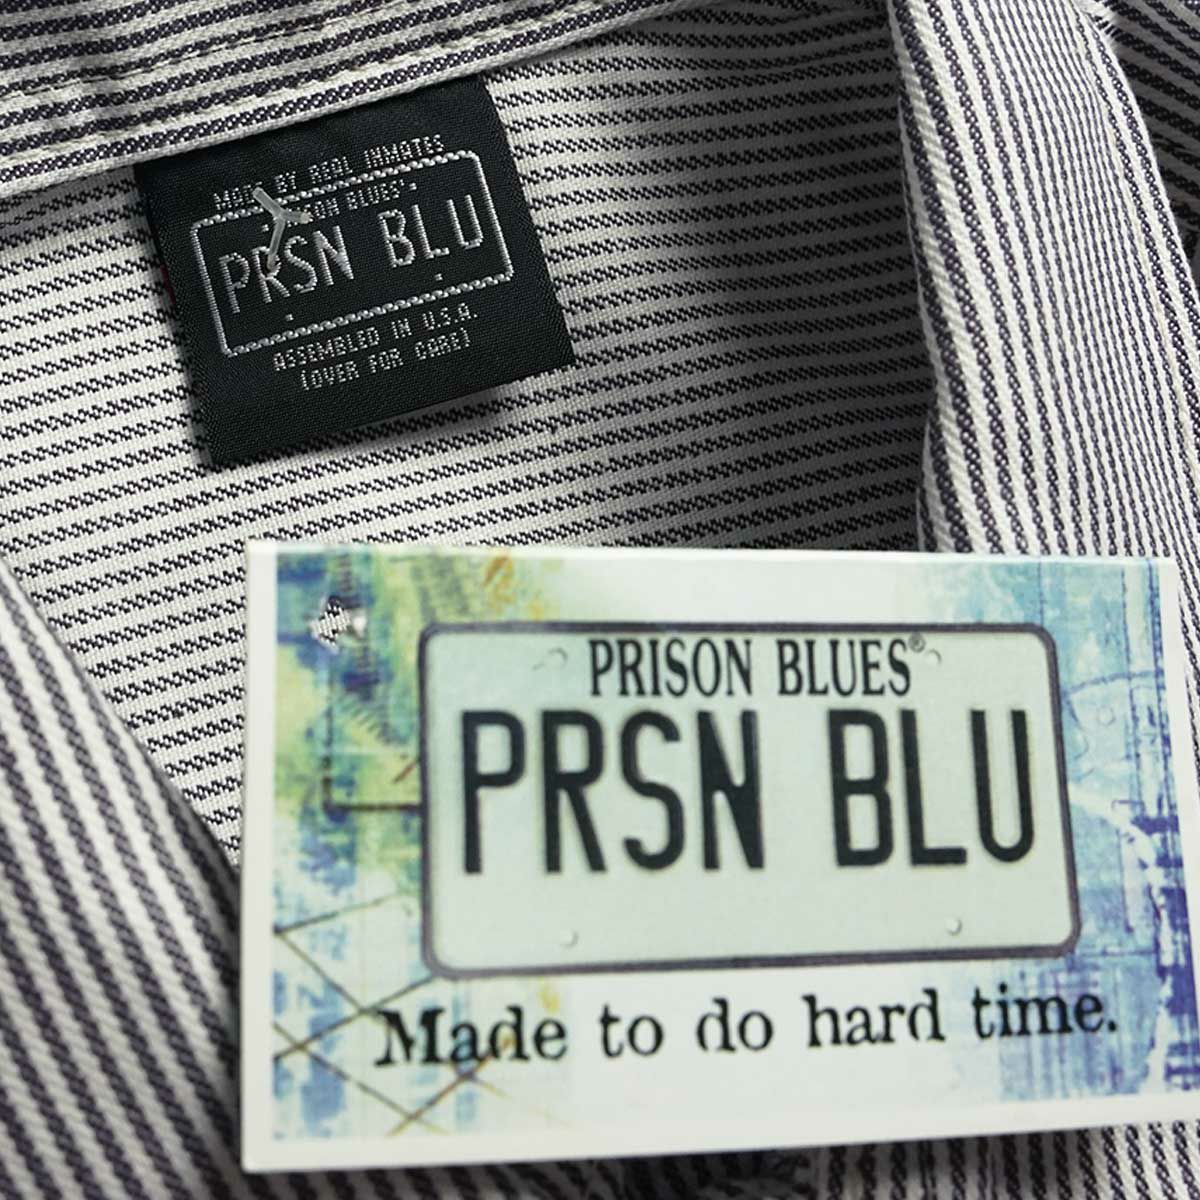 MADE BY REAL INMATES
PRISON BLUES
PRSN BLU
ASSEMBLED IN U.S.A.
(OVER FOR CARE)
PRISON BLUES®
PRSN BLU
Made to do hard time.